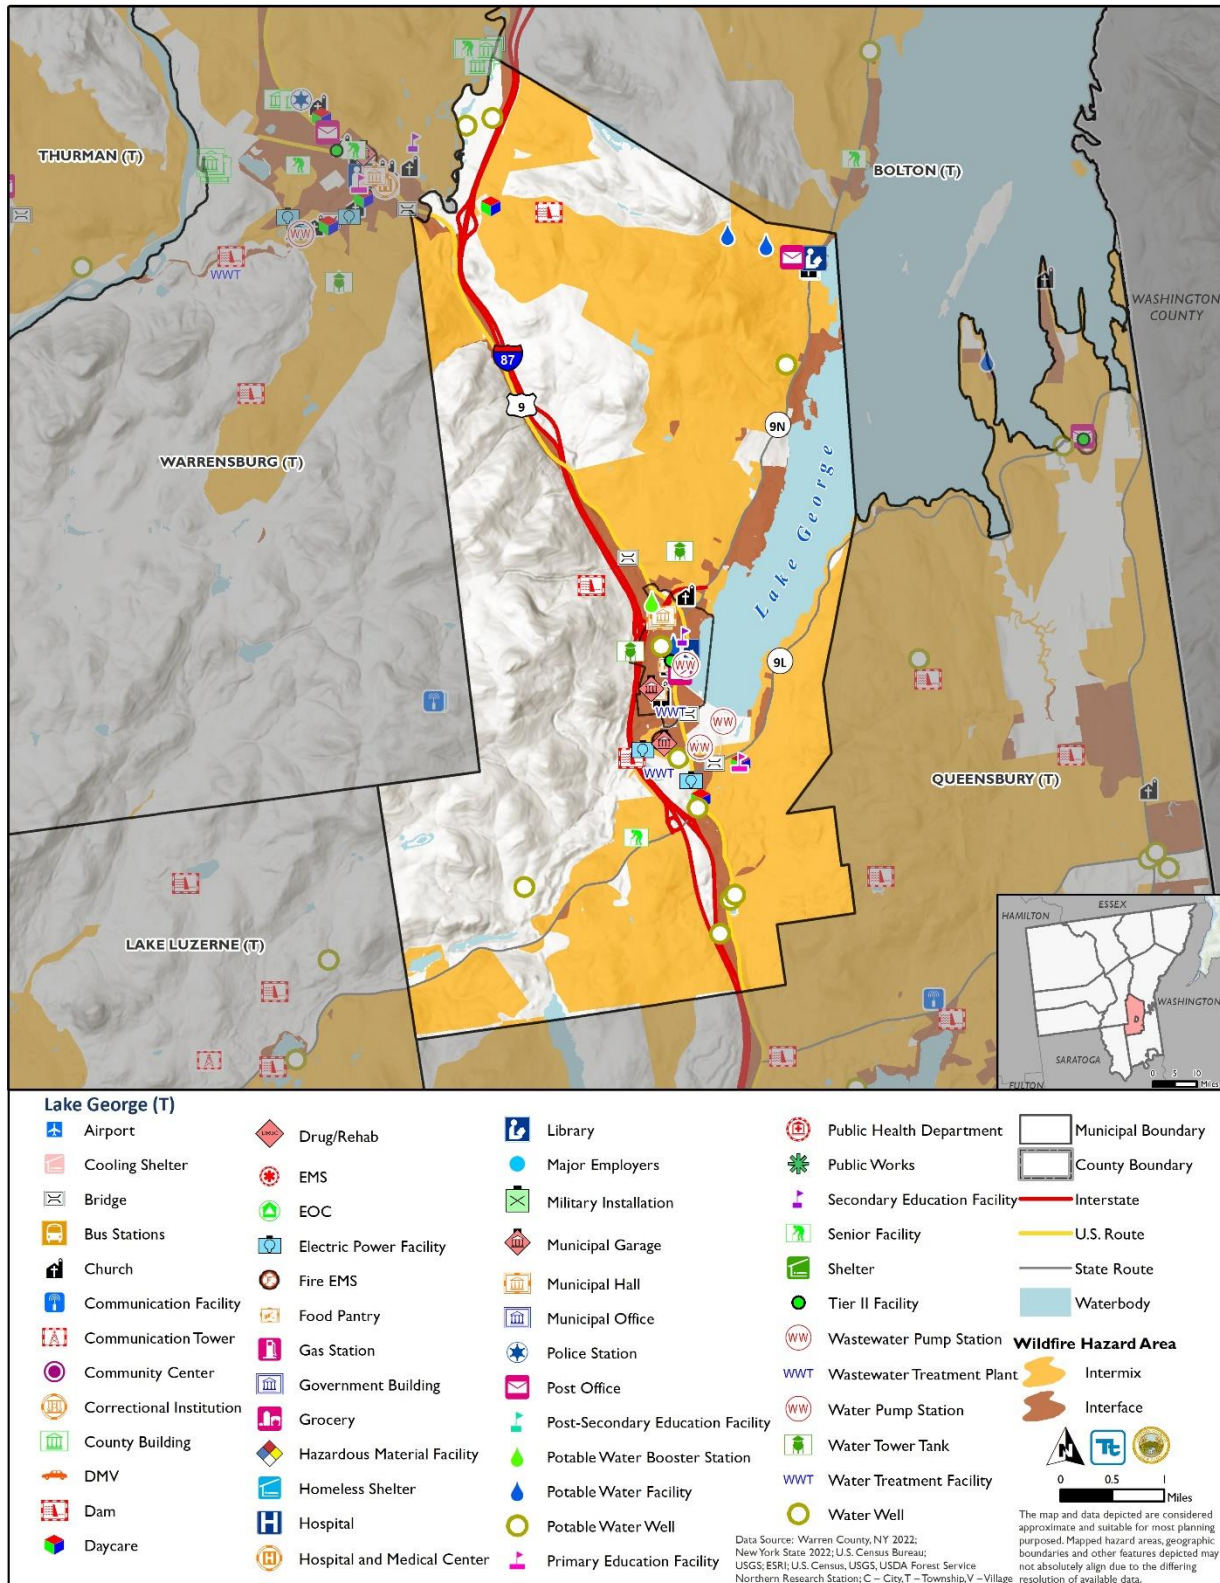 THURMAN (T)
BOLTON (T)
WASHINGTON
COUNTY
WWT
87
9
9N
WARRENSBURG (T)
Lake George
9L
WW
WWT
WW
WW
WWT
QUEENSBURY (T)
LAKE LUZERNE (T)
HAMILTON
ESSEX
WASHINGTON
D
SARATOGA
FULTON
0 5 10
Miles
Lake George (T)
Airport
Cooling Shelter
Bridge
Bus Stations
Church
Communication Facility
Communication Tower
Community Center
Correctional Institution
County Building
DMV
Dam
Daycare
Drug/Rehab
EMS
EOC
Electric Power Facility
Fire EMS
Food Pantry
Gas Station
Government Building
Grocery
Hazardous Material Facility
Homeless Shelter
Hospital
Hospital and Medical Center
Library
Major Employers
Military Installation
Municipal Garage
Municipal Hall
Municipal Office
Police Station
Post Office
Post-Secondary Education Facility
Potable Water Booster Station
Potable Water Facility
Potable Water Well
Primary Education Facility
Public Health Department
Public Works
Secondary Education Facility
Senior Facility
Shelter
Tier II Facility
WW Wastewater Pump Station
WWT Wastewater Treatment Plant
WW Water Pump Station
Water Tower Tank
WWT Water Treatment Facility
Water Well
Municipal Boundary
County Boundary
Interstate
U.S. Route
State Route
Waterbody
Wildfire Hazard Area
Intermix
Interface
N
Tt
0 0.5 1
Miles
Data Source: Warren County, NY 2022;
New York State 2022; U.S. Census Bureau;
USGS; ESRI; U.S. Census, USGS, USDA Forest Service
Northern Research Station; C – City, T – Township, V – Village
The map and data depicted are considered
approximate and suitable for most planning
purposed. Mapped hazard areas, geographic
boundaries and other features depicted may
not absolutely align due to the differing
resolution of available data.